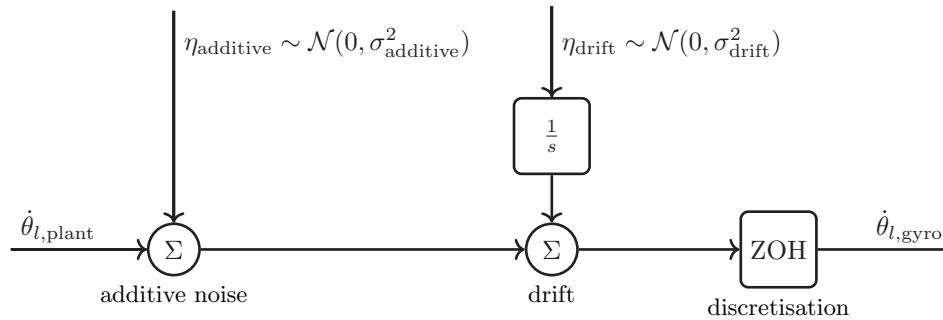 η_additive ∼ 𝒩(0, σ²_additive)
η_drift ∼ 𝒩(0, σ²_drift)
1/s
θ̇_l,plant
Σ
Σ
ZOH
θ̇_l,gyro
additive noise
drift
discretisation